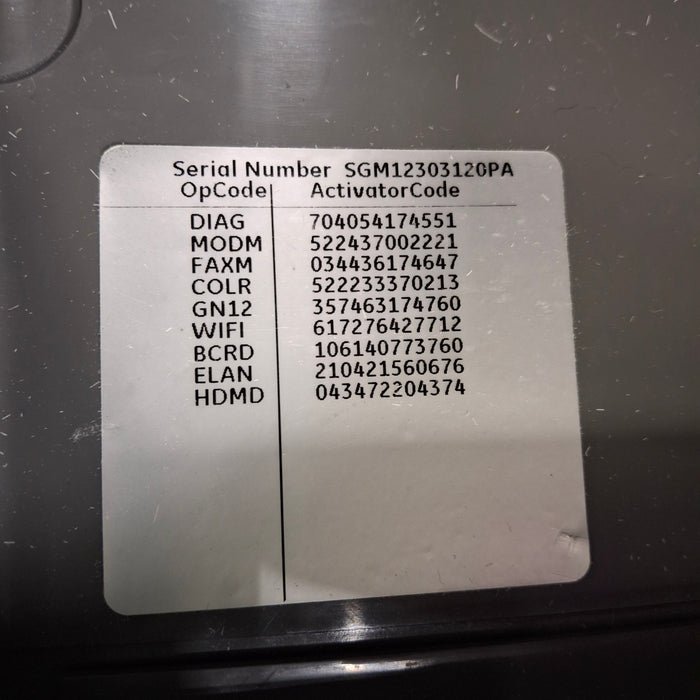 Serial Number SGM12303120PA
OpCode ActivatorCode
DIAG 704054174551
MODM 522437002221
FAXM 034436174647
COLR 522233370213
GN12 357463174760
WIFI 617276427712
BCRD 106140773760
ELAN 210421560676
HDMD 043472204374